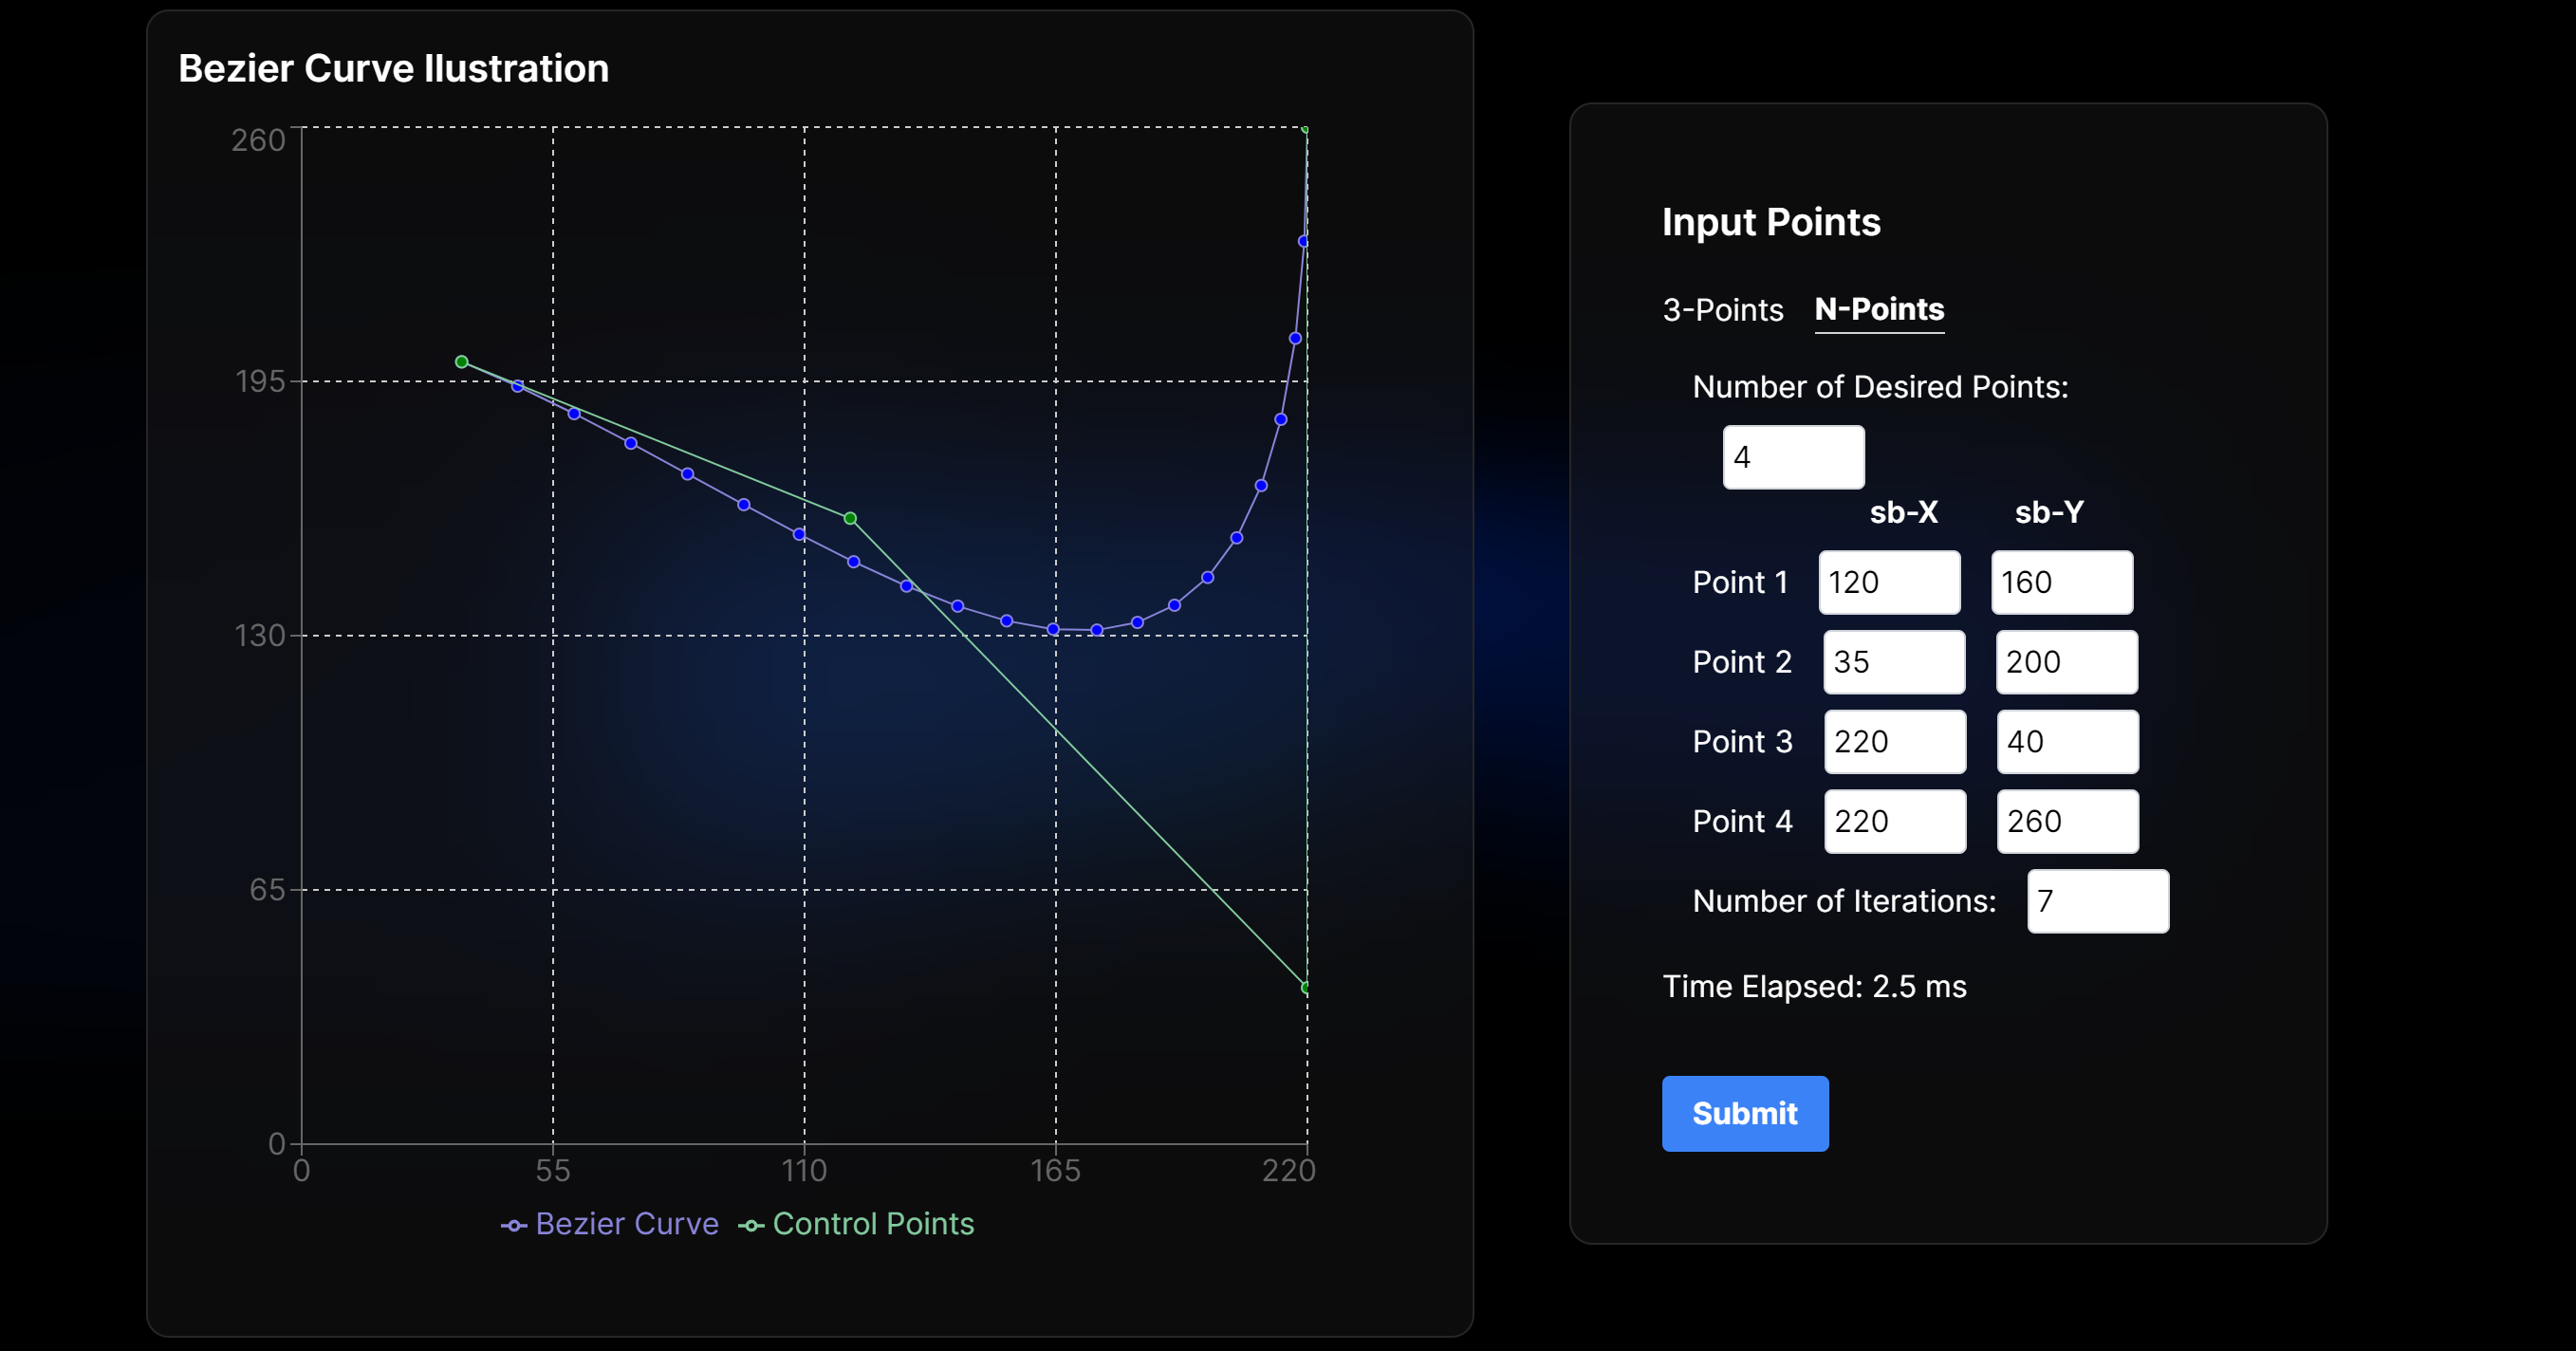 Bezier Curve Ilustration
260
195
130
65
0
0 55 110 165 220
Bezier Curve Control Points
Input Points
3-Points N-Points
Number of Desired Points:
4
sb-X sb-Y
Point 1 120 160
Point 2 35 200
Point 3 220 40
Point 4 220 260
Number of Iterations: 7
Time Elapsed: 2.5 ms
Submit